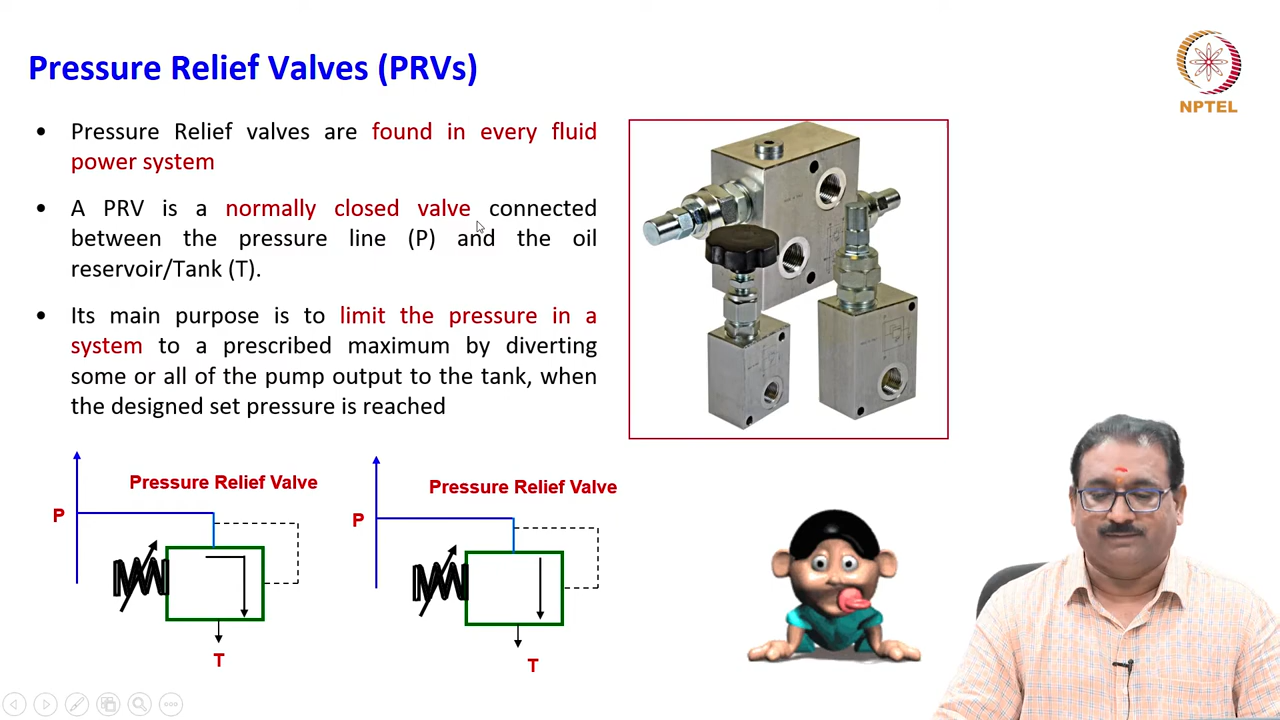 Pressure Relief Valves (PRVs)
NPTEL
• Pressure Relief valves are found in every fluid
power system
• A PRV is a normally closed valve connected
between the pressure line (P) and the oil
reservoir/Tank (T).
• Its main purpose is to limit the pressure in a
system to a prescribed maximum by diverting
some or all of the pump output to the tank, when
the designed set pressure is reached
Pressure Relief Valve
P
T
Pressure Relief Valve
P
T